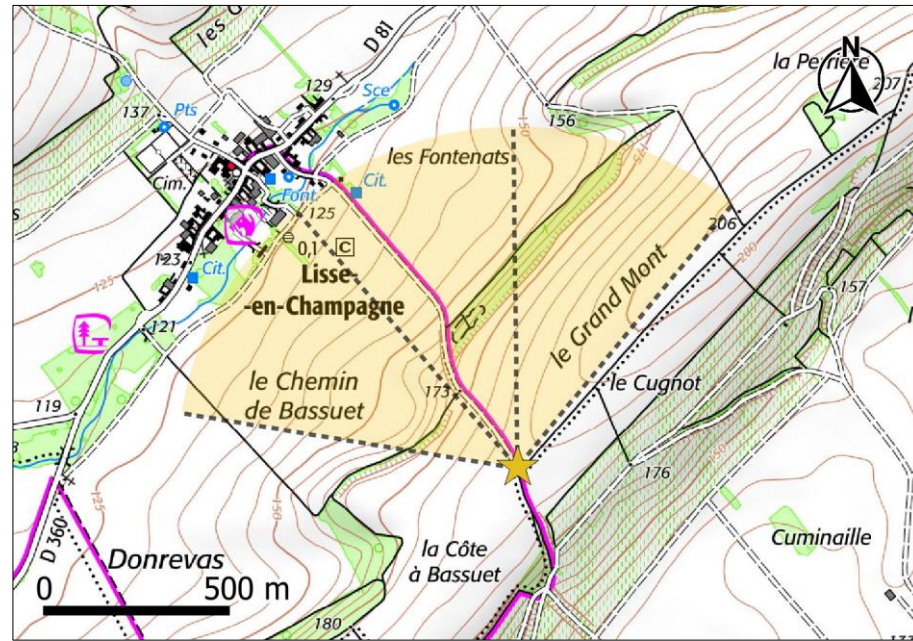 les G
D 81
la Perrière
N
207
129
Sce
137
Pts
156
150
les Fontenats
Cim.
Cit.
Font.
125
206
0,1
C
200
Lisse-
-en-Champagne
123
Cit.
125
157
le Grand Mont
121
le Chemin
de Bassuet
le Cugnot
173
119
176
125
150
150
D 360
Donrevas
la Côte
à Bassuet
Cuminaille
0
500 m
180